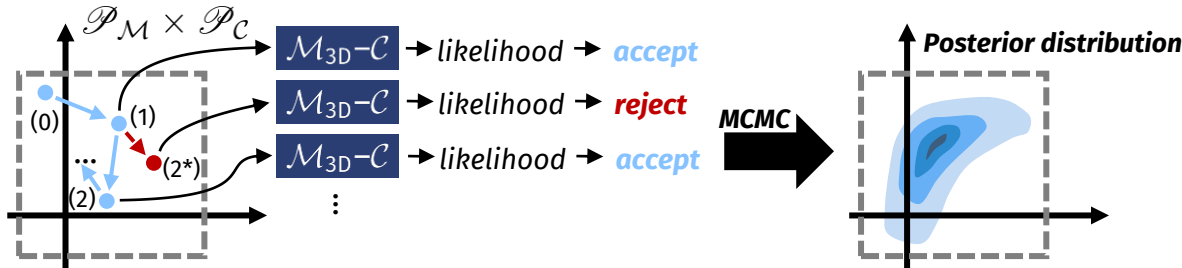 𝒫_ℳ × 𝒫_𝒞
(0)
(1)
(2*)
(2)
...
ℳ_3D–𝒞 likelihood accept
ℳ_3D–𝒞 likelihood reject
ℳ_3D–𝒞 likelihood accept
⋮
MCMC
Posterior distribution